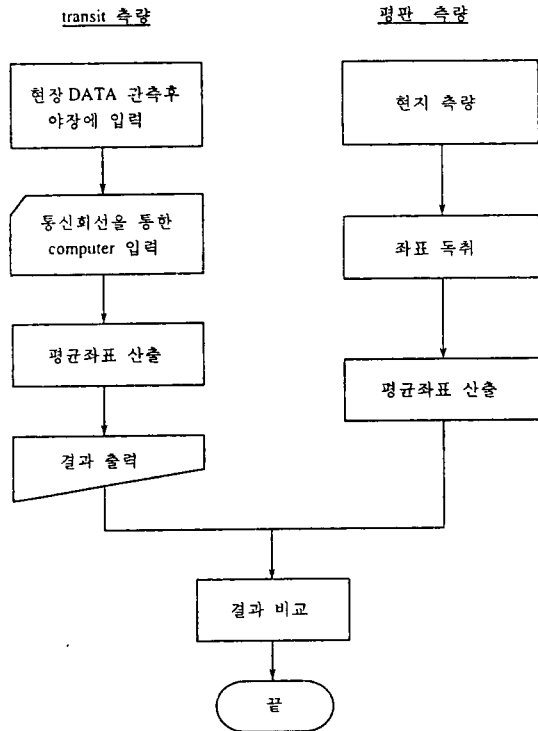 transit 측량
평판 측량
현장 DATA 관측후
야장에 입력
현지 측량
통신회선을 통한
computer 입력
좌표 독취
평균좌표 산출
평균좌표 산출
결과 출력
결과 비교
끝